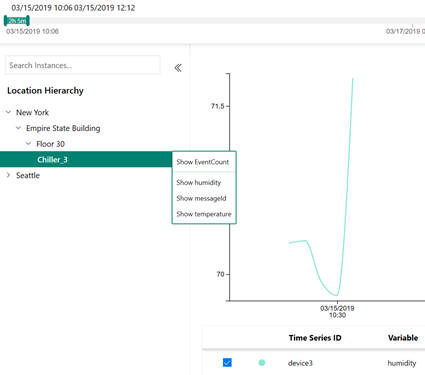 03/15/2019 10:06 03/15/2019 12:12
2h 5m
03/15/2019 10:06
03/17/2019 0
Search Instances...
Location Hierarchy
New York
Empire State Building
Floor 30
Chiller_3
Seattle
Show EventCount
Show humidity
Show messageId
Show temperature
71.5
70
03/15/2019
10:30
Time Series ID Variable
device3 humidity